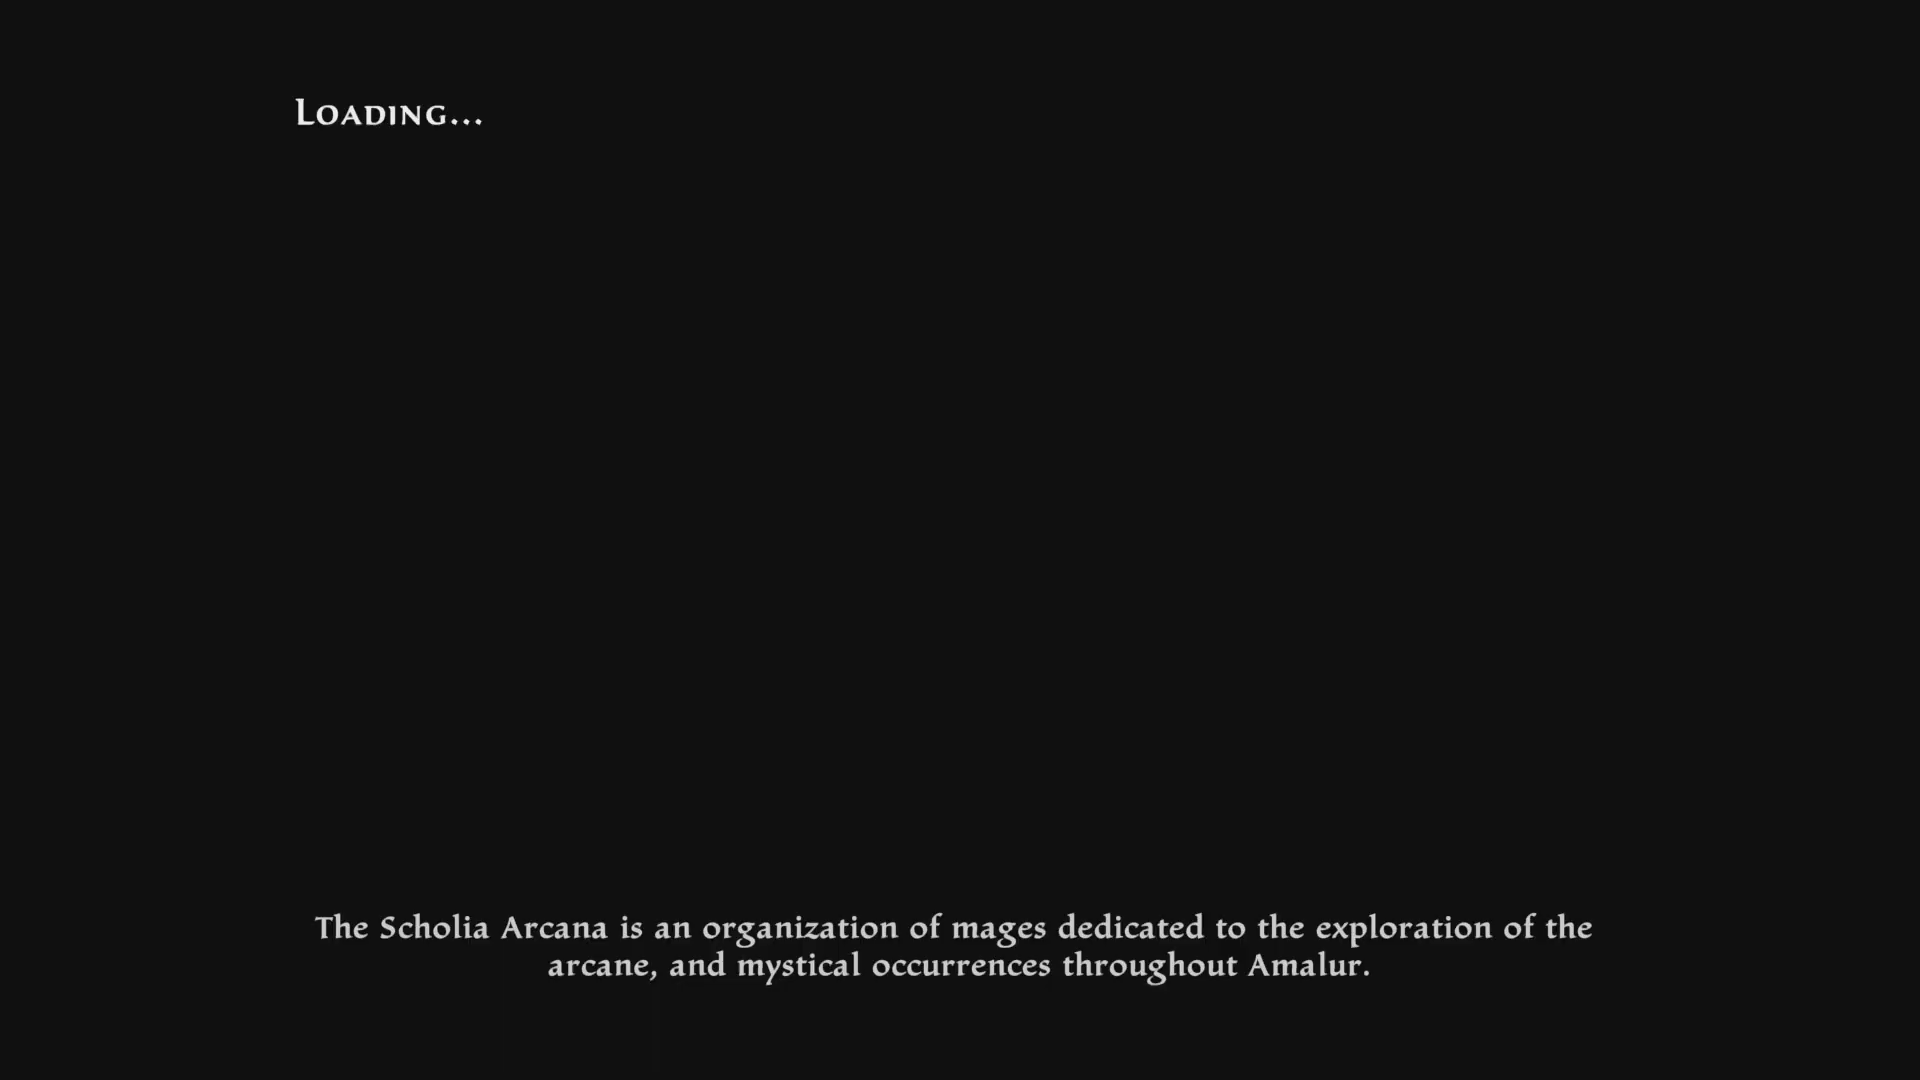 Loading...
The Scholia Arcana is an organization of mages dedicated to the exploration of the
arcane, and mystical occurrences throughout Amalur.